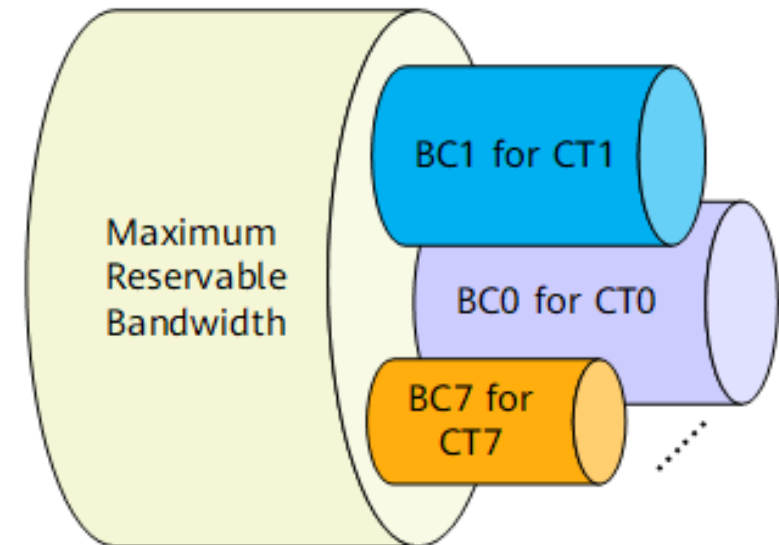 Maximum
Reservable
Bandwidth
BC1 for CT1
BC0 for CT0
BC7 for
CT7